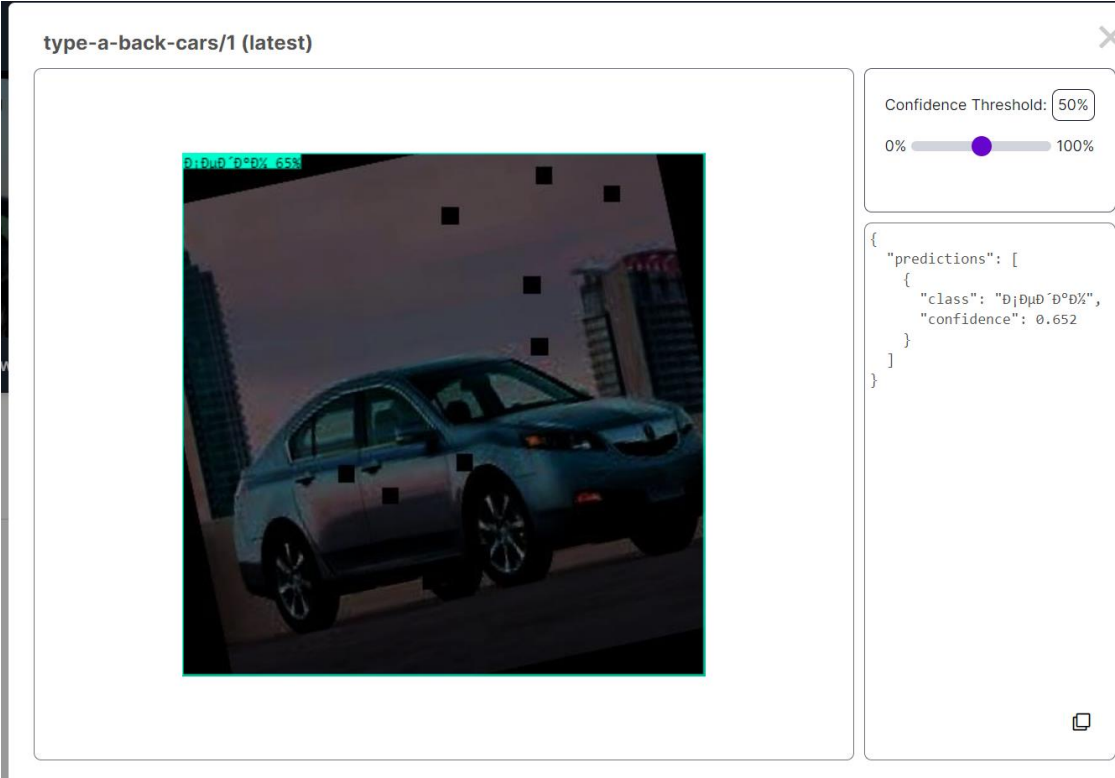 type-a-back-cars/1 (latest)
Ð¡ÐµÐ´Ð°Ð½ 65%
Confidence Threshold: 50%
0% 100%
{
"predictions": [
{
"class": "Ð¡ÐµÐ´Ð°Ð½",
"confidence": 0.652
}
]
}